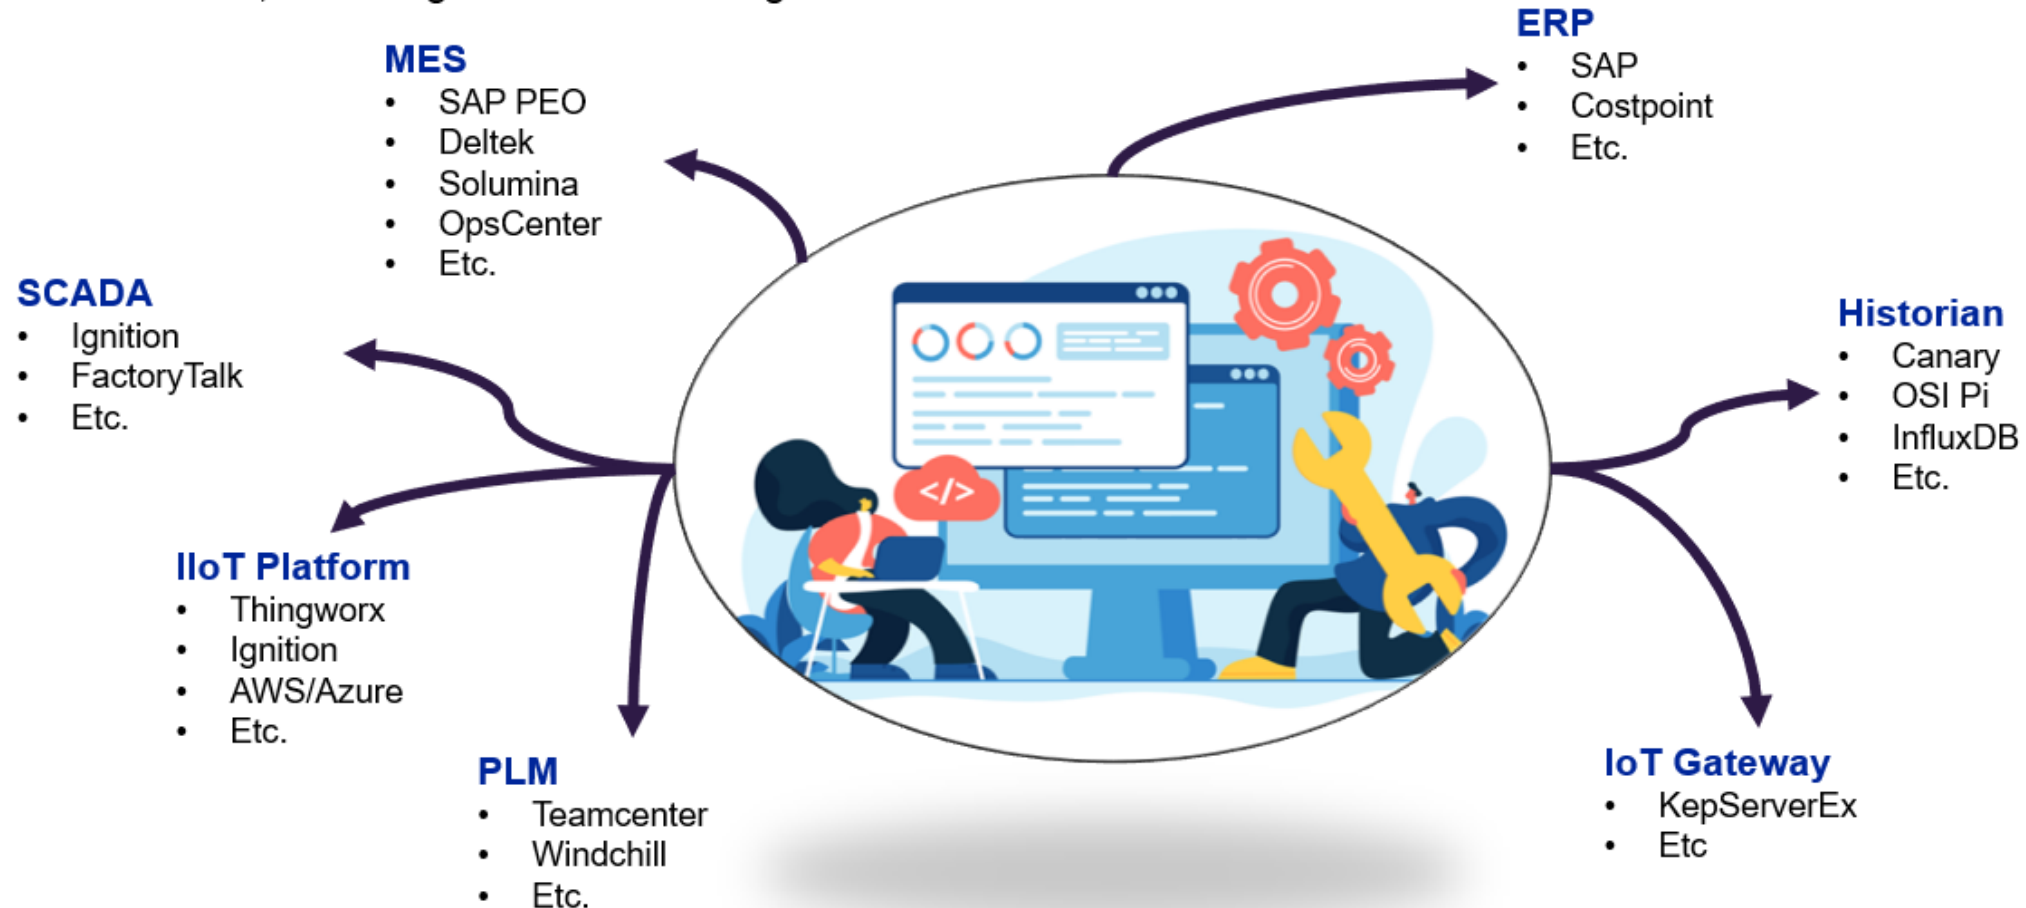 MES
• SAP PEO
• Deltek
• Solumina
• OpsCenter
• Etc.
ERP
• SAP
• Costpoint
• Etc.
SCADA
• Ignition
• FactoryTalk
• Etc.
</>
Historian
• Canary
• OSI Pi
• InfluxDB
• Etc.
IIoT Platform
• Thingworx
• Ignition
• AWS/Azure
• Etc.
PLM
• Teamcenter
• Windchill
• Etc.
IoT Gateway
• KepServerEx
• Etc